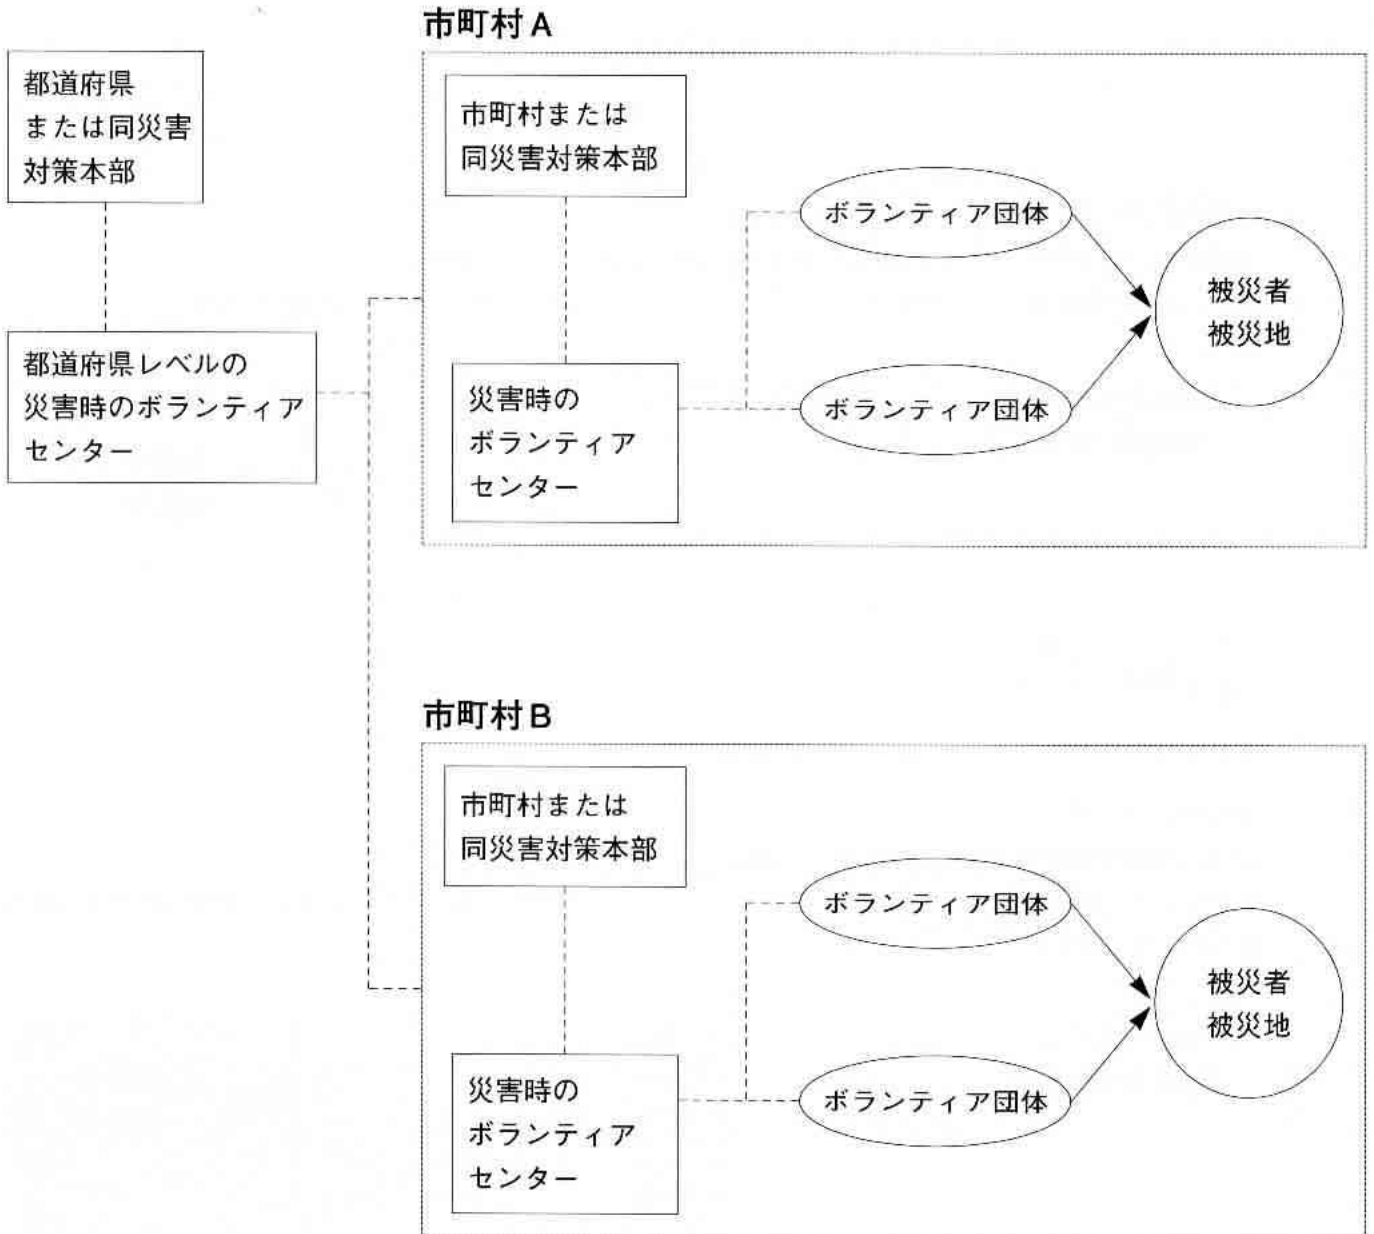 都道府県
または同災害
対策本部
都道府県レベルの
災害時のボランティア
センター
市町村A
市町村または
同災害対策本部
災害時の
ボランティア
センター
ボランティア団体
ボランティア団体
被災者
被災地
市町村B
市町村または
同災害対策本部
災害時の
ボランティア
センター
ボランティア団体
ボランティア団体
被災者
被災地